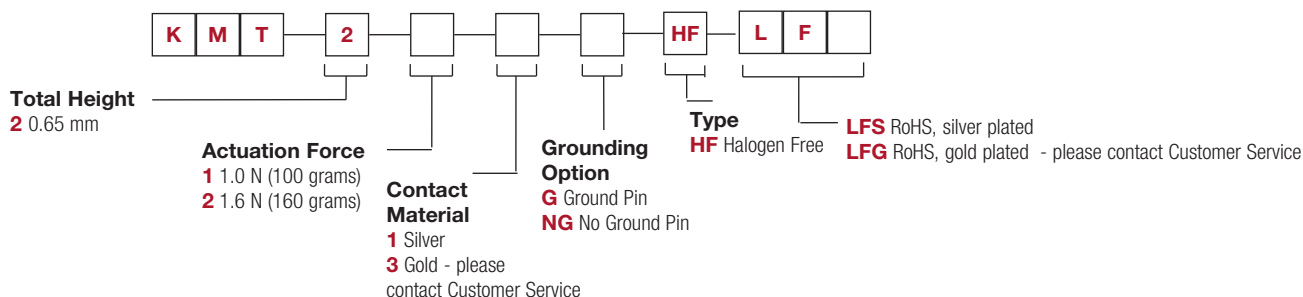 K M T 2 HF L F
Total Height
2 0.65 mm
Actuation Force
1 1.0 N (100 grams)
2 1.6 N (160 grams)
Contact
Material
1 Silver
3 Gold - please
contact Customer Service
Grounding
Option
G Ground Pin
NG No Ground Pin
Type
HF Halogen Free
LFS RoHS, silver plated
LFG RoHS, gold plated - please contact Customer Service